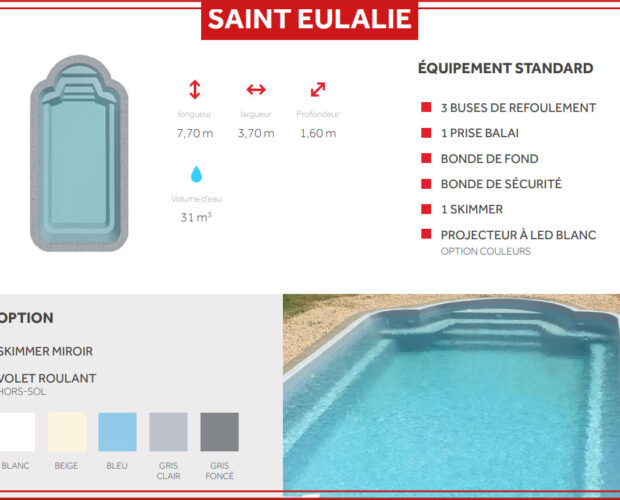 SAINT EULALIE
longueur
7,70 m
largueur
3,70 m
Profondeur
1,60 m
Volume d'eau
31 m³
ÉQUIPEMENT STANDARD
3 BUSES DE REFOULEMENT
1 PRISE BALAI
BONDE DE FOND
BONDE DE SÉCURITÉ
1 SKIMMER
PROJECTEUR À LED BLANC
OPTION COULEURS
OPTION
SKIMMER MIROIR
VOLET ROULANT
HORS-SOL
BLANC
BEIGE
BLEU
GRIS CLAIR
GRIS FONCÉ